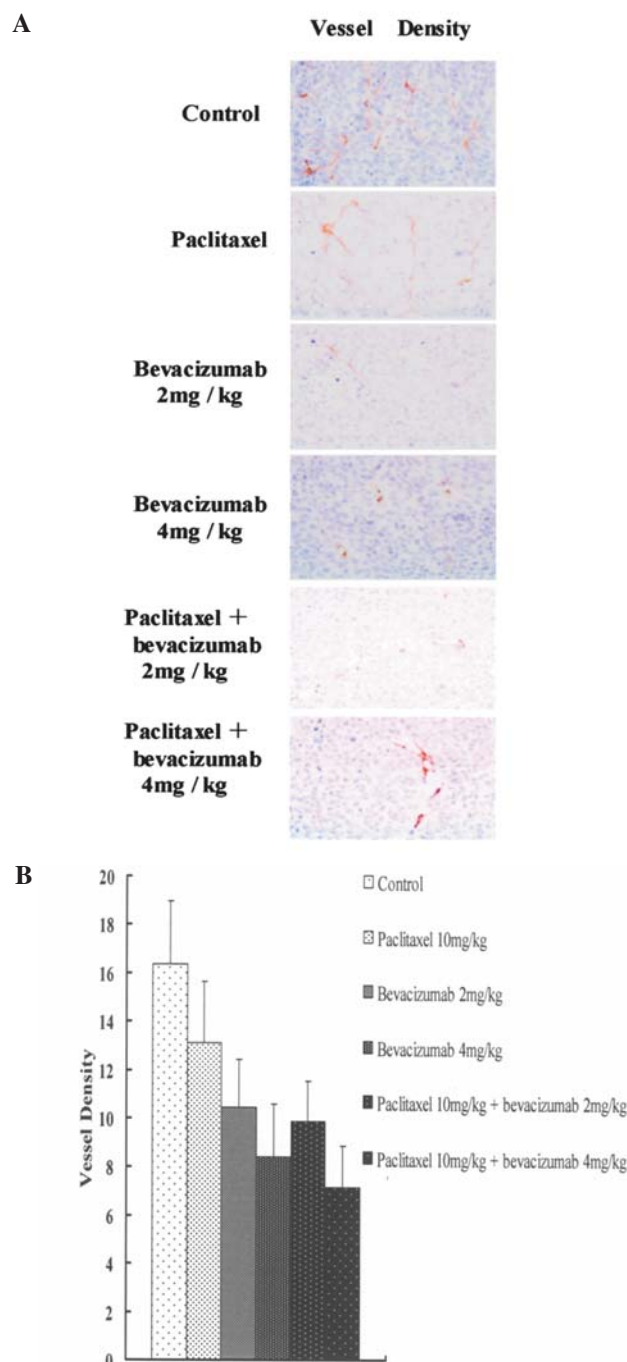 A
Vessel Density
Control
Paclitaxel
Bevacizumab
2mg / kg
Bevacizumab
4mg / kg
Paclitaxel +
bevacizumab
2mg / kg
Paclitaxel +
bevacizumab
4mg / kg
B
20
18
16
14
12
10
8
6
4
2
0
Vessel Density
Control
Paclitaxel 10mg/kg
Bevacizumab 2mg/kg
Bevacizumab 4mg/kg
Paclitaxel 10mg/kg + bevacizumab 2mg/kg
Paclitaxel 10mg/kg + bevacizumab 4mg/kg